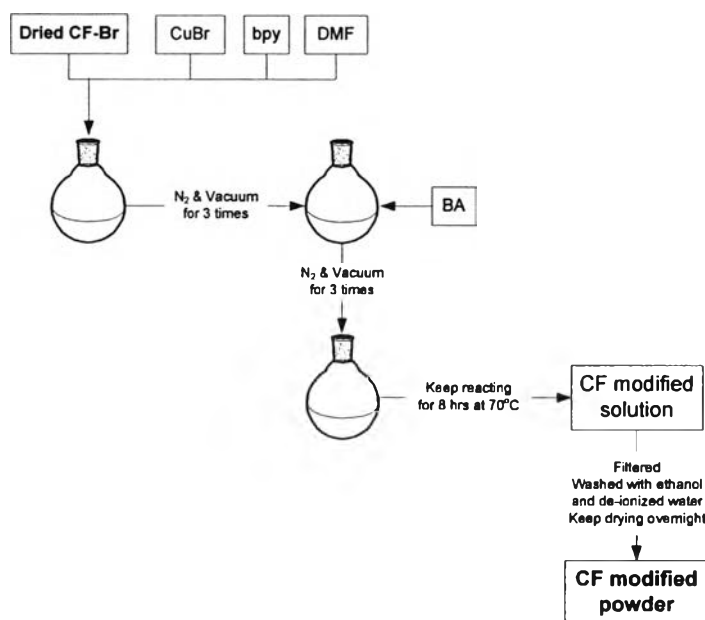 Dried CF-Br
CuBr
bpy
DMF
N₂ & Vacuum
for 3 times
BA
N₂ & Vacuum
for 3 times
Keep reacting
for 8 hrs at 70°C
CF modified
solution
Filtered
Washed with ethanol
and de-ionized water
Keep drying overnight
CF modified
powder